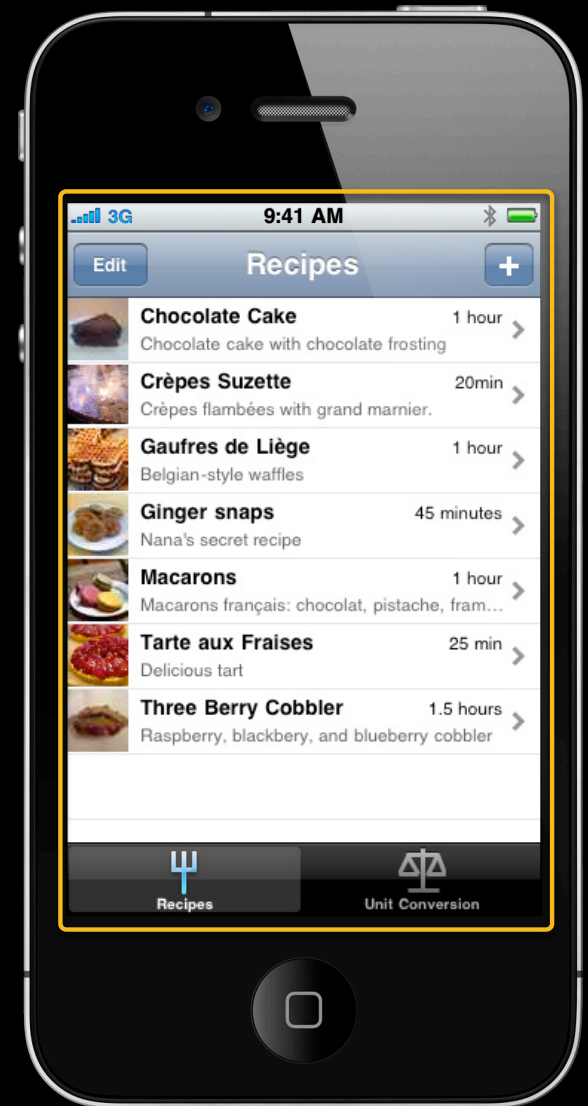 3G 9:41 AM
Edit Recipes +
Chocolate Cake 1 hour
Chocolate cake with chocolate frosting
Crèpes Suzette 20min
Crèpes flambées with grand marnier.
Gaufres de Liège 1 hour
Belgian-style waffles
Ginger snaps 45 minutes
Nana's secret recipe
Macarons 1 hour
Macarons français: chocolat, pistache, fram...
Tarte aux Fraises 25 min
Delicious tart
Three Berry Cobbler 1.5 hours
Raspberry, blackbery, and blueberry cobbler
Recipes Unit Conversion